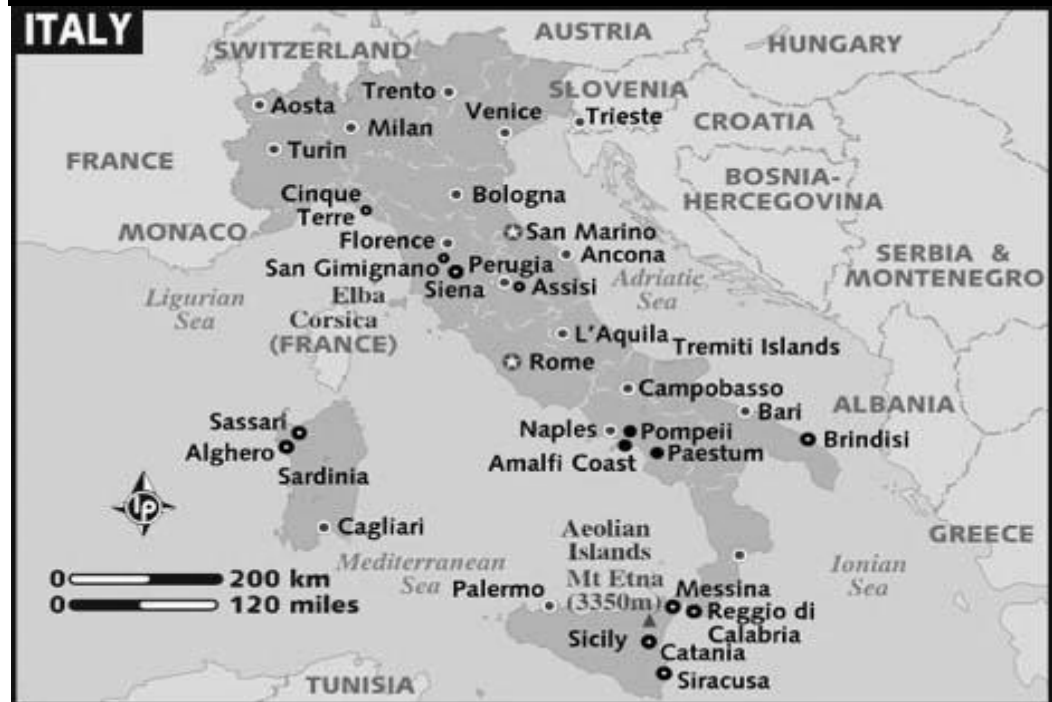 ITALY
SWITZERLAND
AUSTRIA
HUNGARY
SLOVENIA
CROATIA
BOSNIA-
HERCEGOVINA
SERBIA &
MONTENEGRO
FRANCE
MONACO
Aosta
Trento
Venice
Trieste
Milan
Turin
Cinque
Terre
Bologna
Florence
San Marino
Ancona
San Gimignano
Perugia
Siena
Assisi
Adriatic
Sea
Ligurian
Sea
Elba
Corsica
(FRANCE)
L'Aquila
Tremiti Islands
Rome
Campobasso
Bari
ALBANIA
Sassari
Alghero
Sardinia
Naples
Pompeii
Brindisi
Amalfi Coast
Paestum
lp
Cagliari
Mediterranean
Sea
Aeolian
Islands
Mt Etna
(3350m)
GREECE
Ionian
Sea
0 200 km
0 120 miles
Palermo
Messina
Reggio di
Calabria
Sicily
Catania
Siracusa
TUNISIA